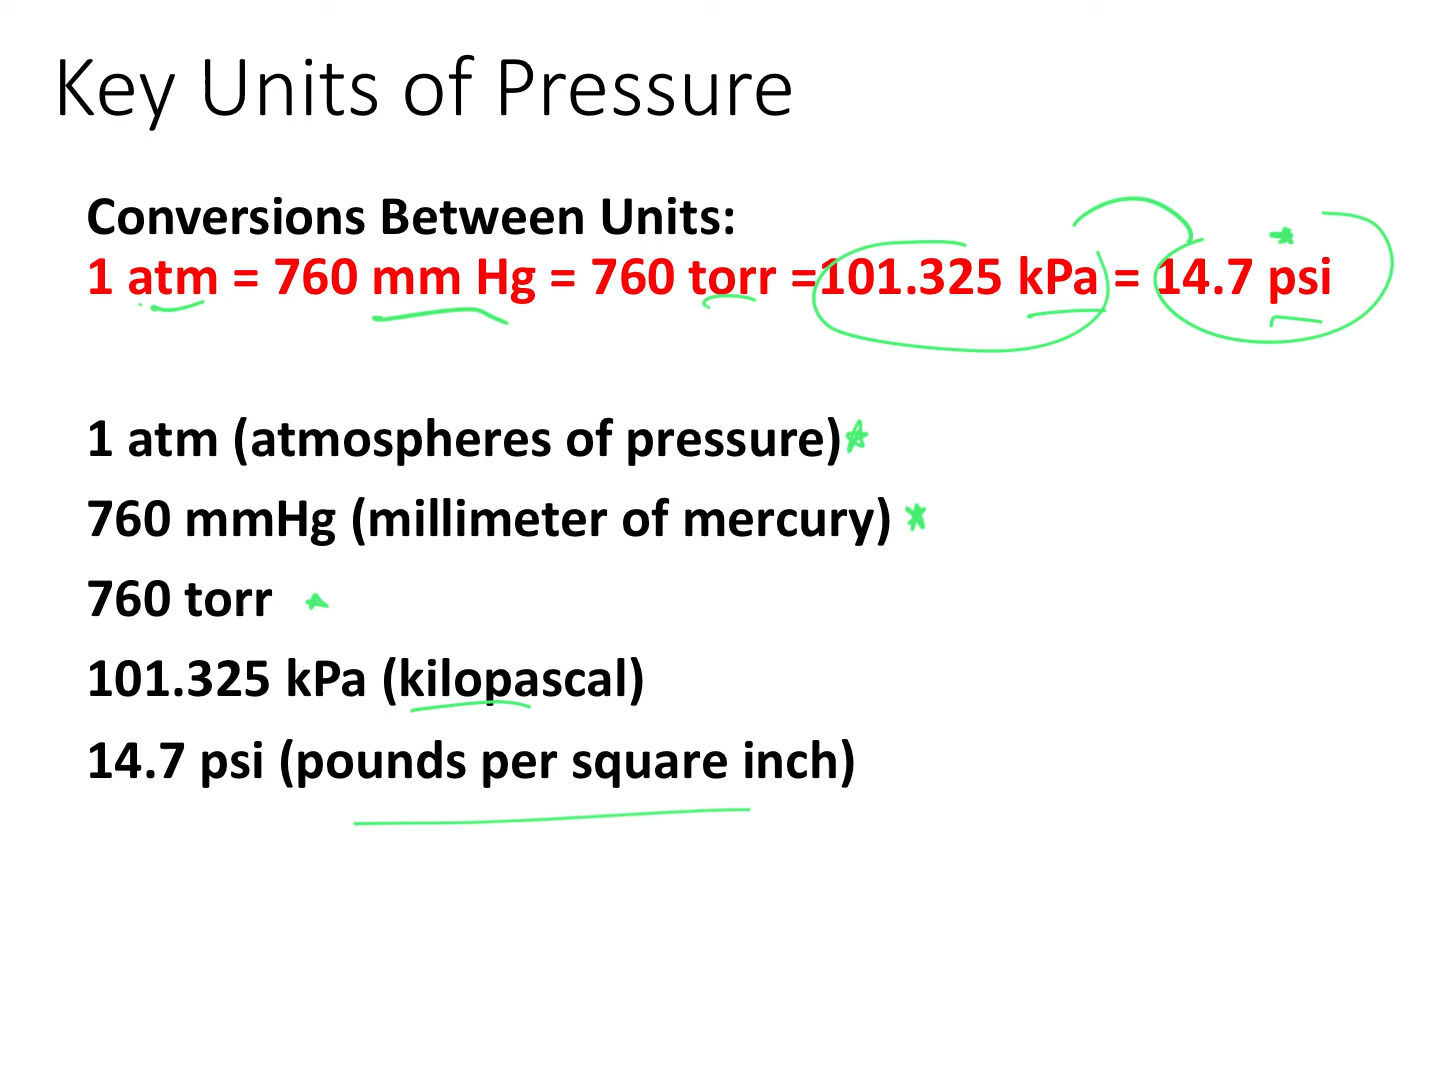 Key Units of Pressure
Conversions Between Units:
1 atm = 760 mm Hg = 760 torr =101.325 kPa = 14.7 psi
1 atm (atmospheres of pressure)
760 mmHg (millimeter of mercury)
760 torr
101.325 kPa (kilopascal)
14.7 psi (pounds per square inch)